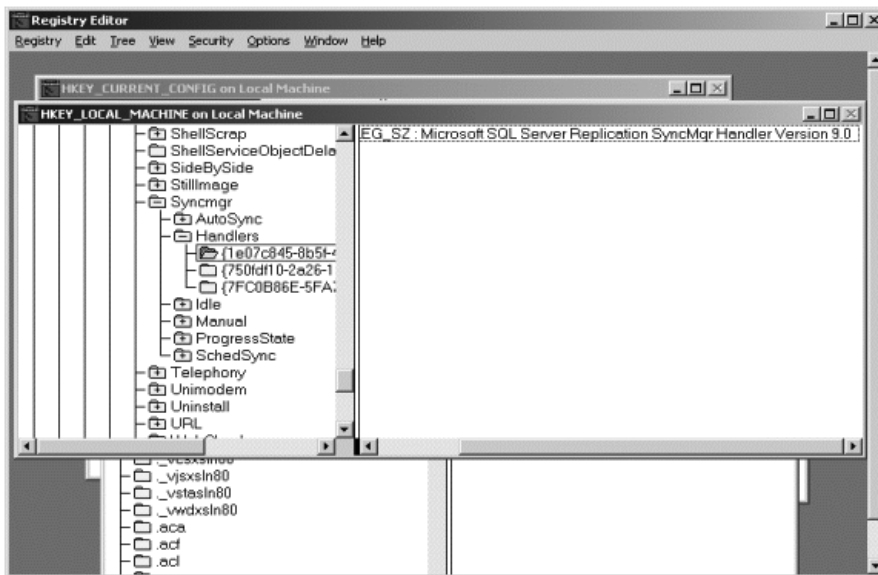 Registry Editor
Registry Edit Tree View Security Options Window Help
HKEY_CURRENT_CONFIG on Local Machine
HKEY_LOCAL_MACHINE on Local Machine
ShellScrap
ShellServiceObjectDela
SideBySide
StillImage
Syncmgr
AutoSync
Handlers
{1e07c845-8b5f-4
{750fdf10-2a26-1
{7FC0B86E-5FA
Idle
Manual
ProgressState
SchedSync
Telephony
Unimodem
Uninstall
URL
EG_SZ : Microsoft SQL Server Replication SyncMgr Handler Version 9.0
._vjsxsln80
._vstasln80
._vwdxsln80
.aca
.acf
.acl